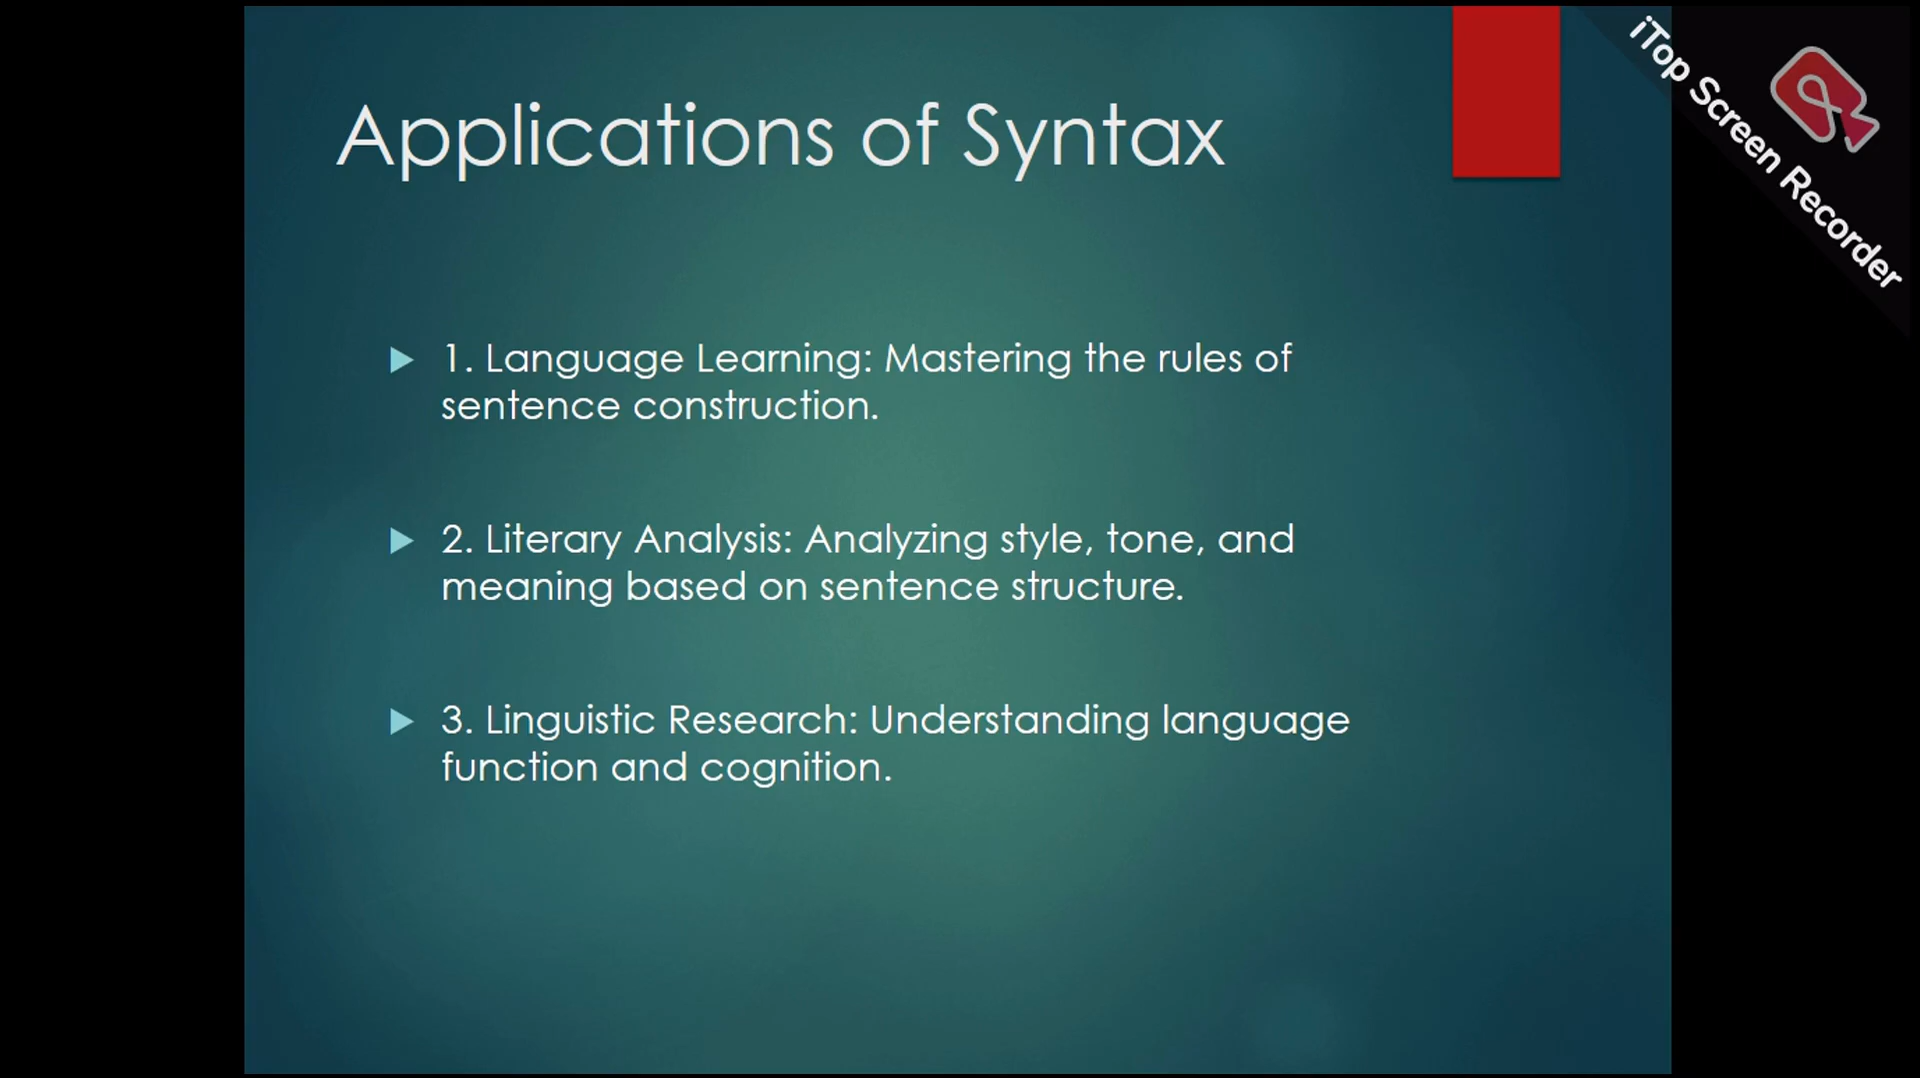 Applications of Syntax
1. Language Learning: Mastering the rules of
sentence construction.
2. Literary Analysis: Analyzing style, tone, and
meaning based on sentence structure.
3. Linguistic Research: Understanding language
function and cognition.
iTop Screen Recorder